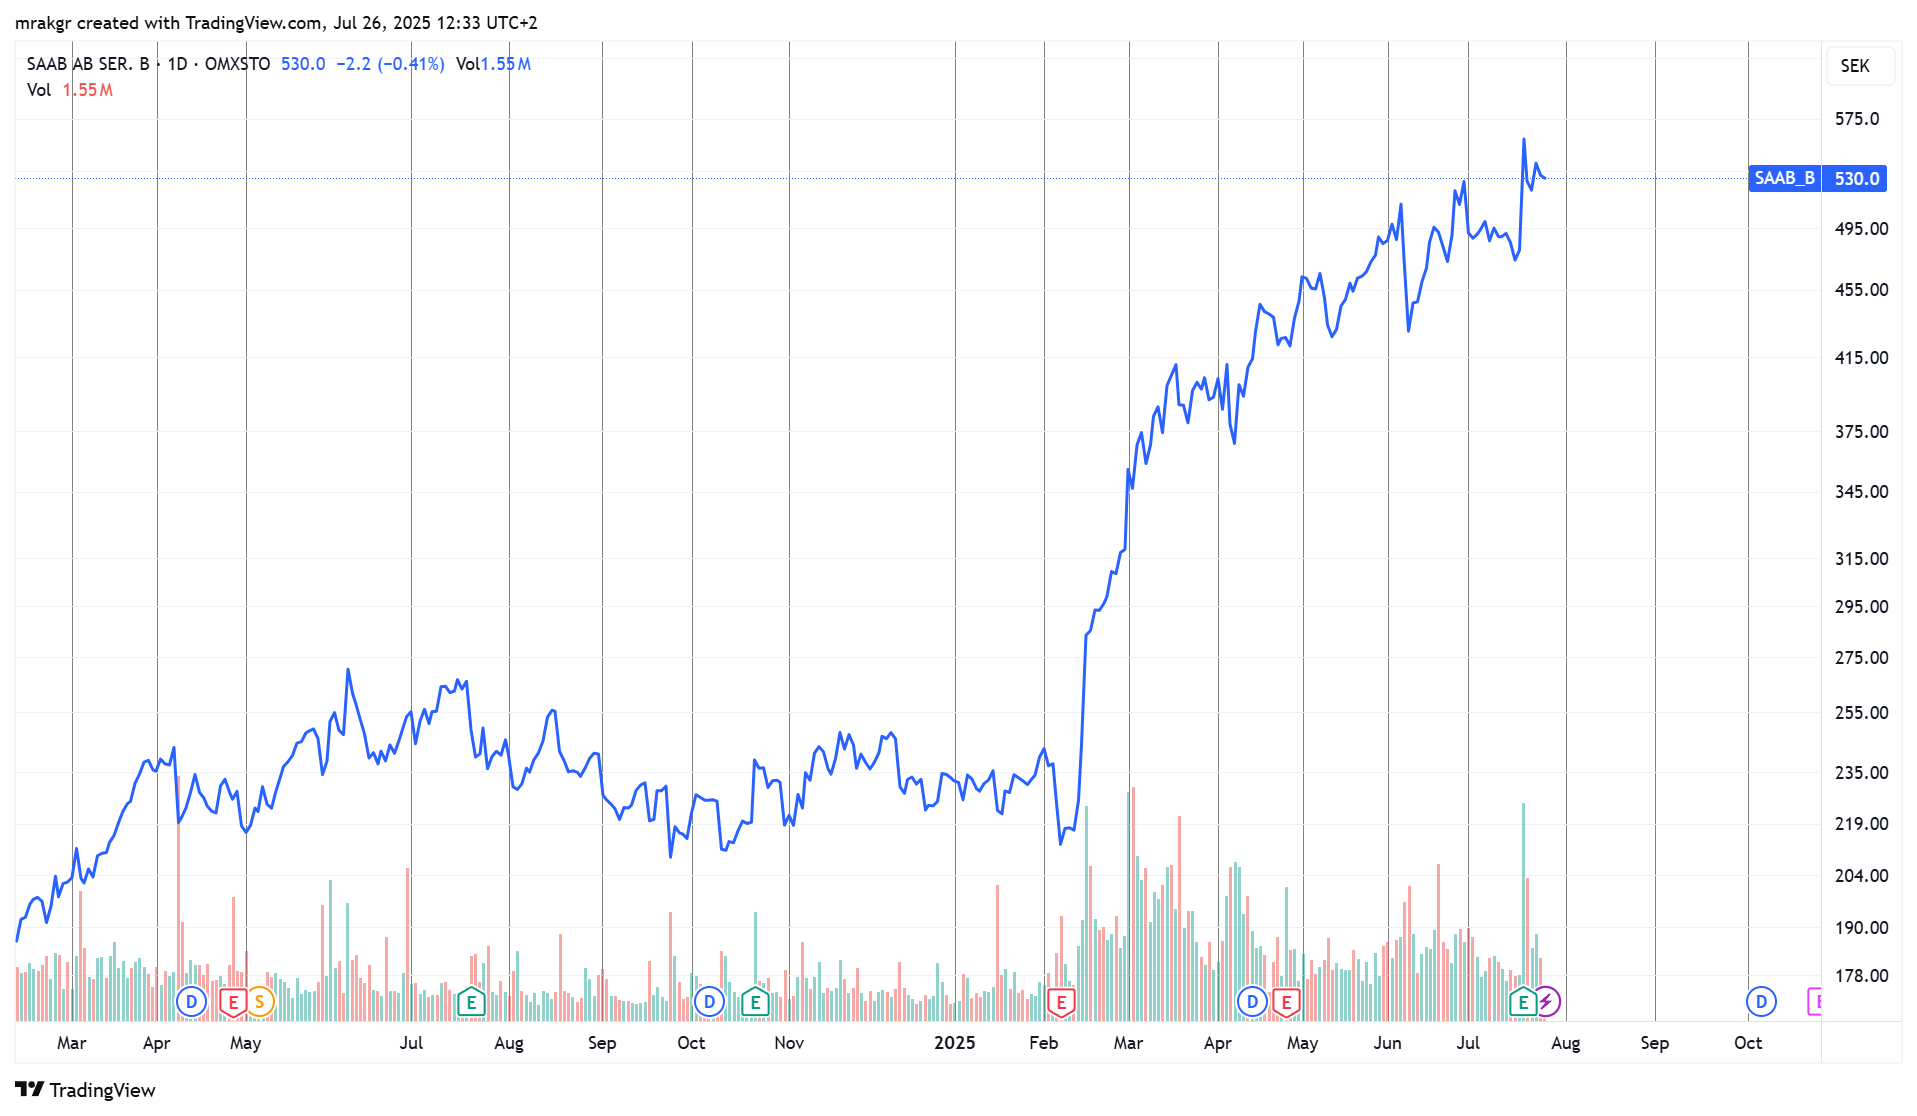 mrakgr created with TradingView.com, Jul 26, 2025 12:33 UTC+2
SAAB AB SER. B · 1D · OMXSTO 530.0 −2.2 (−0.41%) Vol1.55M
Vol 1.55M
SEK
575.0
SAAB_B 530.0
495.00
455.00
415.00
375.00
345.00
315.00
295.00
275.00
255.00
235.00
219.00
204.00
190.00
178.00
D E S E D E E D E E D E
Mar Apr May Jul Aug Sep Oct Nov 2025 Feb Mar Apr May Jun Jul Aug Sep Oct
TradingView